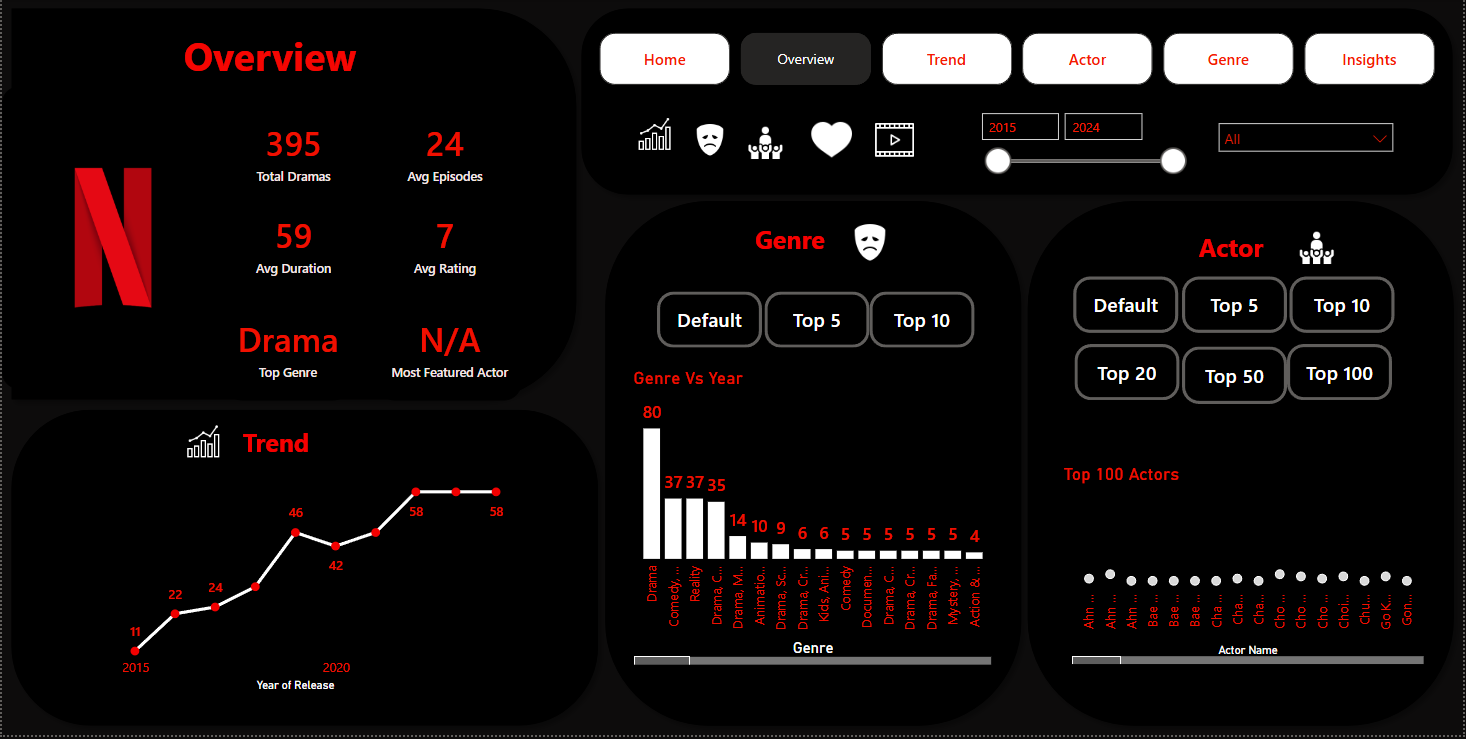 Overview
395
Total Dramas
24
Avg Episodes
59
Avg Duration
7
Avg Rating
Drama
Top Genre
N/A
Most Featured Actor
Home
Overview
Trend
Actor
Genre
Insights
2015
2024
All
Trend
11
22
24
46
42
58
58
2015
2020
Year of Release
Genre
Default
Top 5
Top 10
Genre Vs Year
80
37
37
35
14
10
9
6
6
5
5
5
5
5
5
4
Drama
Comedy, ...
Reality
Drama, C...
Drama, M...
Animatio...
Drama, Sc...
Drama, Cr...
Kids, Ani...
Comedy
Documen...
Drama, C...
Drama, Cr...
Drama, Fa...
Mystery, ...
Action & ...
Genre
Actor
Default
Top 5
Top 10
Top 20
Top 50
Top 100
Top 100 Actors
Ahn ...
Ahn ...
Ahn ...
Bae ...
Bae ...
Bae ...
Cha...
Cha...
Cha...
Cho ...
Cho ...
Cho ...
Choi...
Chu...
Go K...
Gon...
Actor Name